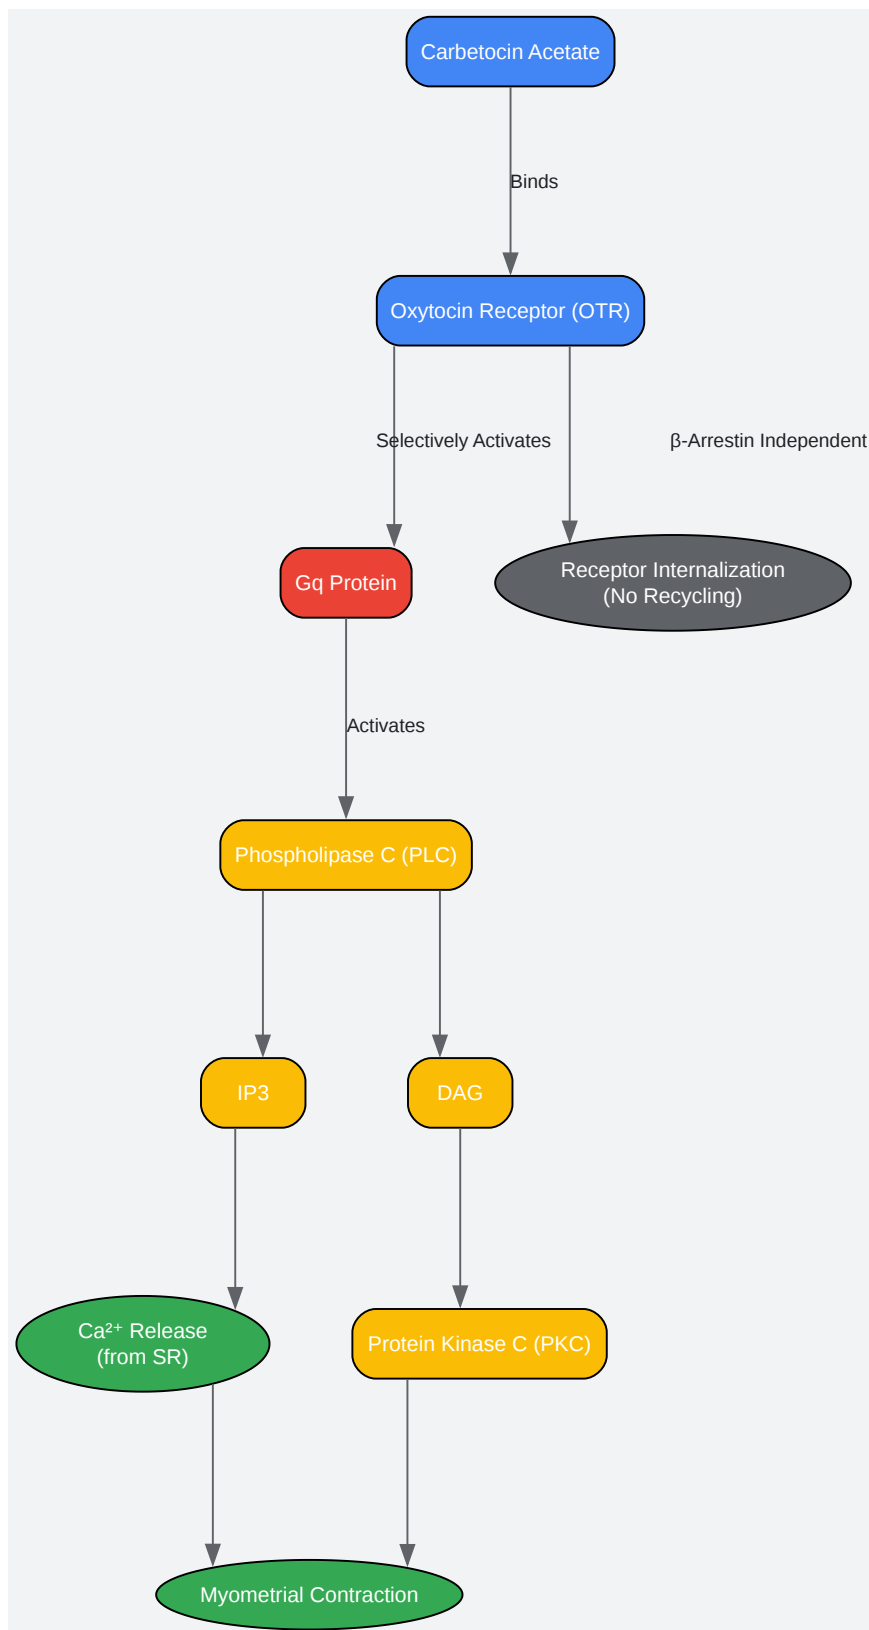 Carbetocin Acetate
Binds
Oxytocin Receptor (OTR)
Selectively Activates
β-Arrestin Independent
Gq Protein
Receptor Internalization
(No Recycling)
Activates
Phospholipase C (PLC)
IP3
DAG
Ca²⁺ Release
(from SR)
Protein Kinase C (PKC)
Myometrial Contraction